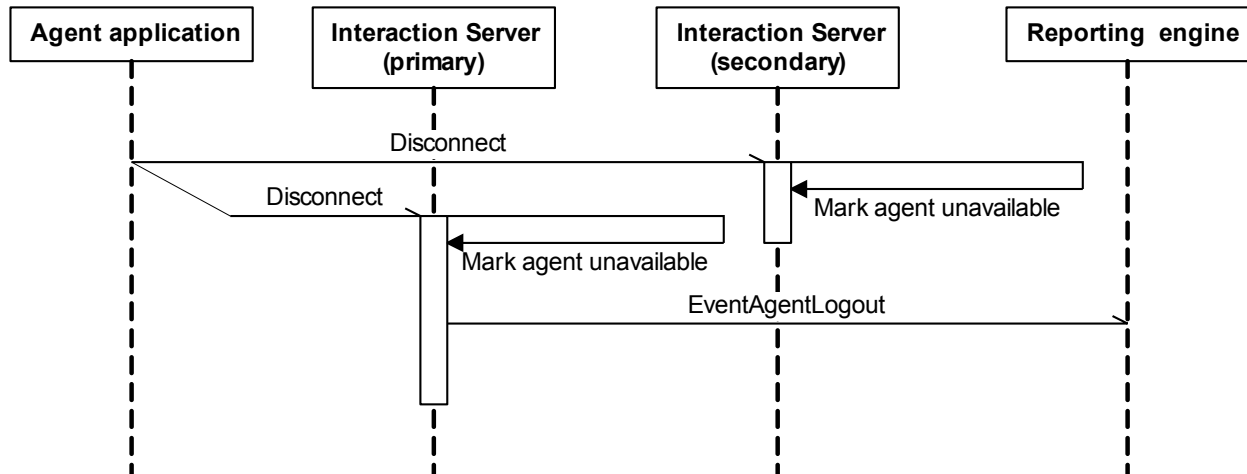 Agent application
Interaction Server
(primary)
Interaction Server
(secondary)
Reporting engine
Disconnect
Disconnect
Mark agent unavailable
Mark agent unavailable
EventAgentLogout